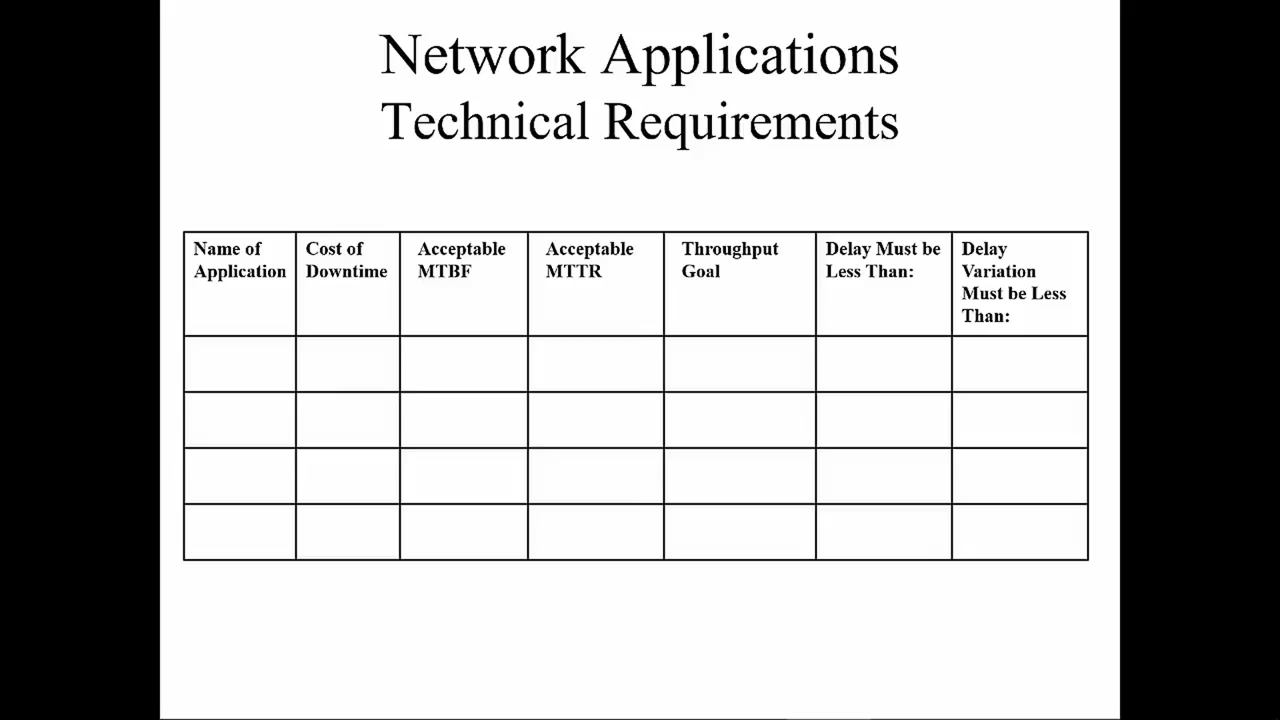 Network Applications
Technical Requirements
Name of
Application
Cost of
Downtime
Acceptable
MTBF
Acceptable
MTTR
Throughput
Goal
Delay Must be
Less Than:
Delay
Variation
Must be Less
Than: